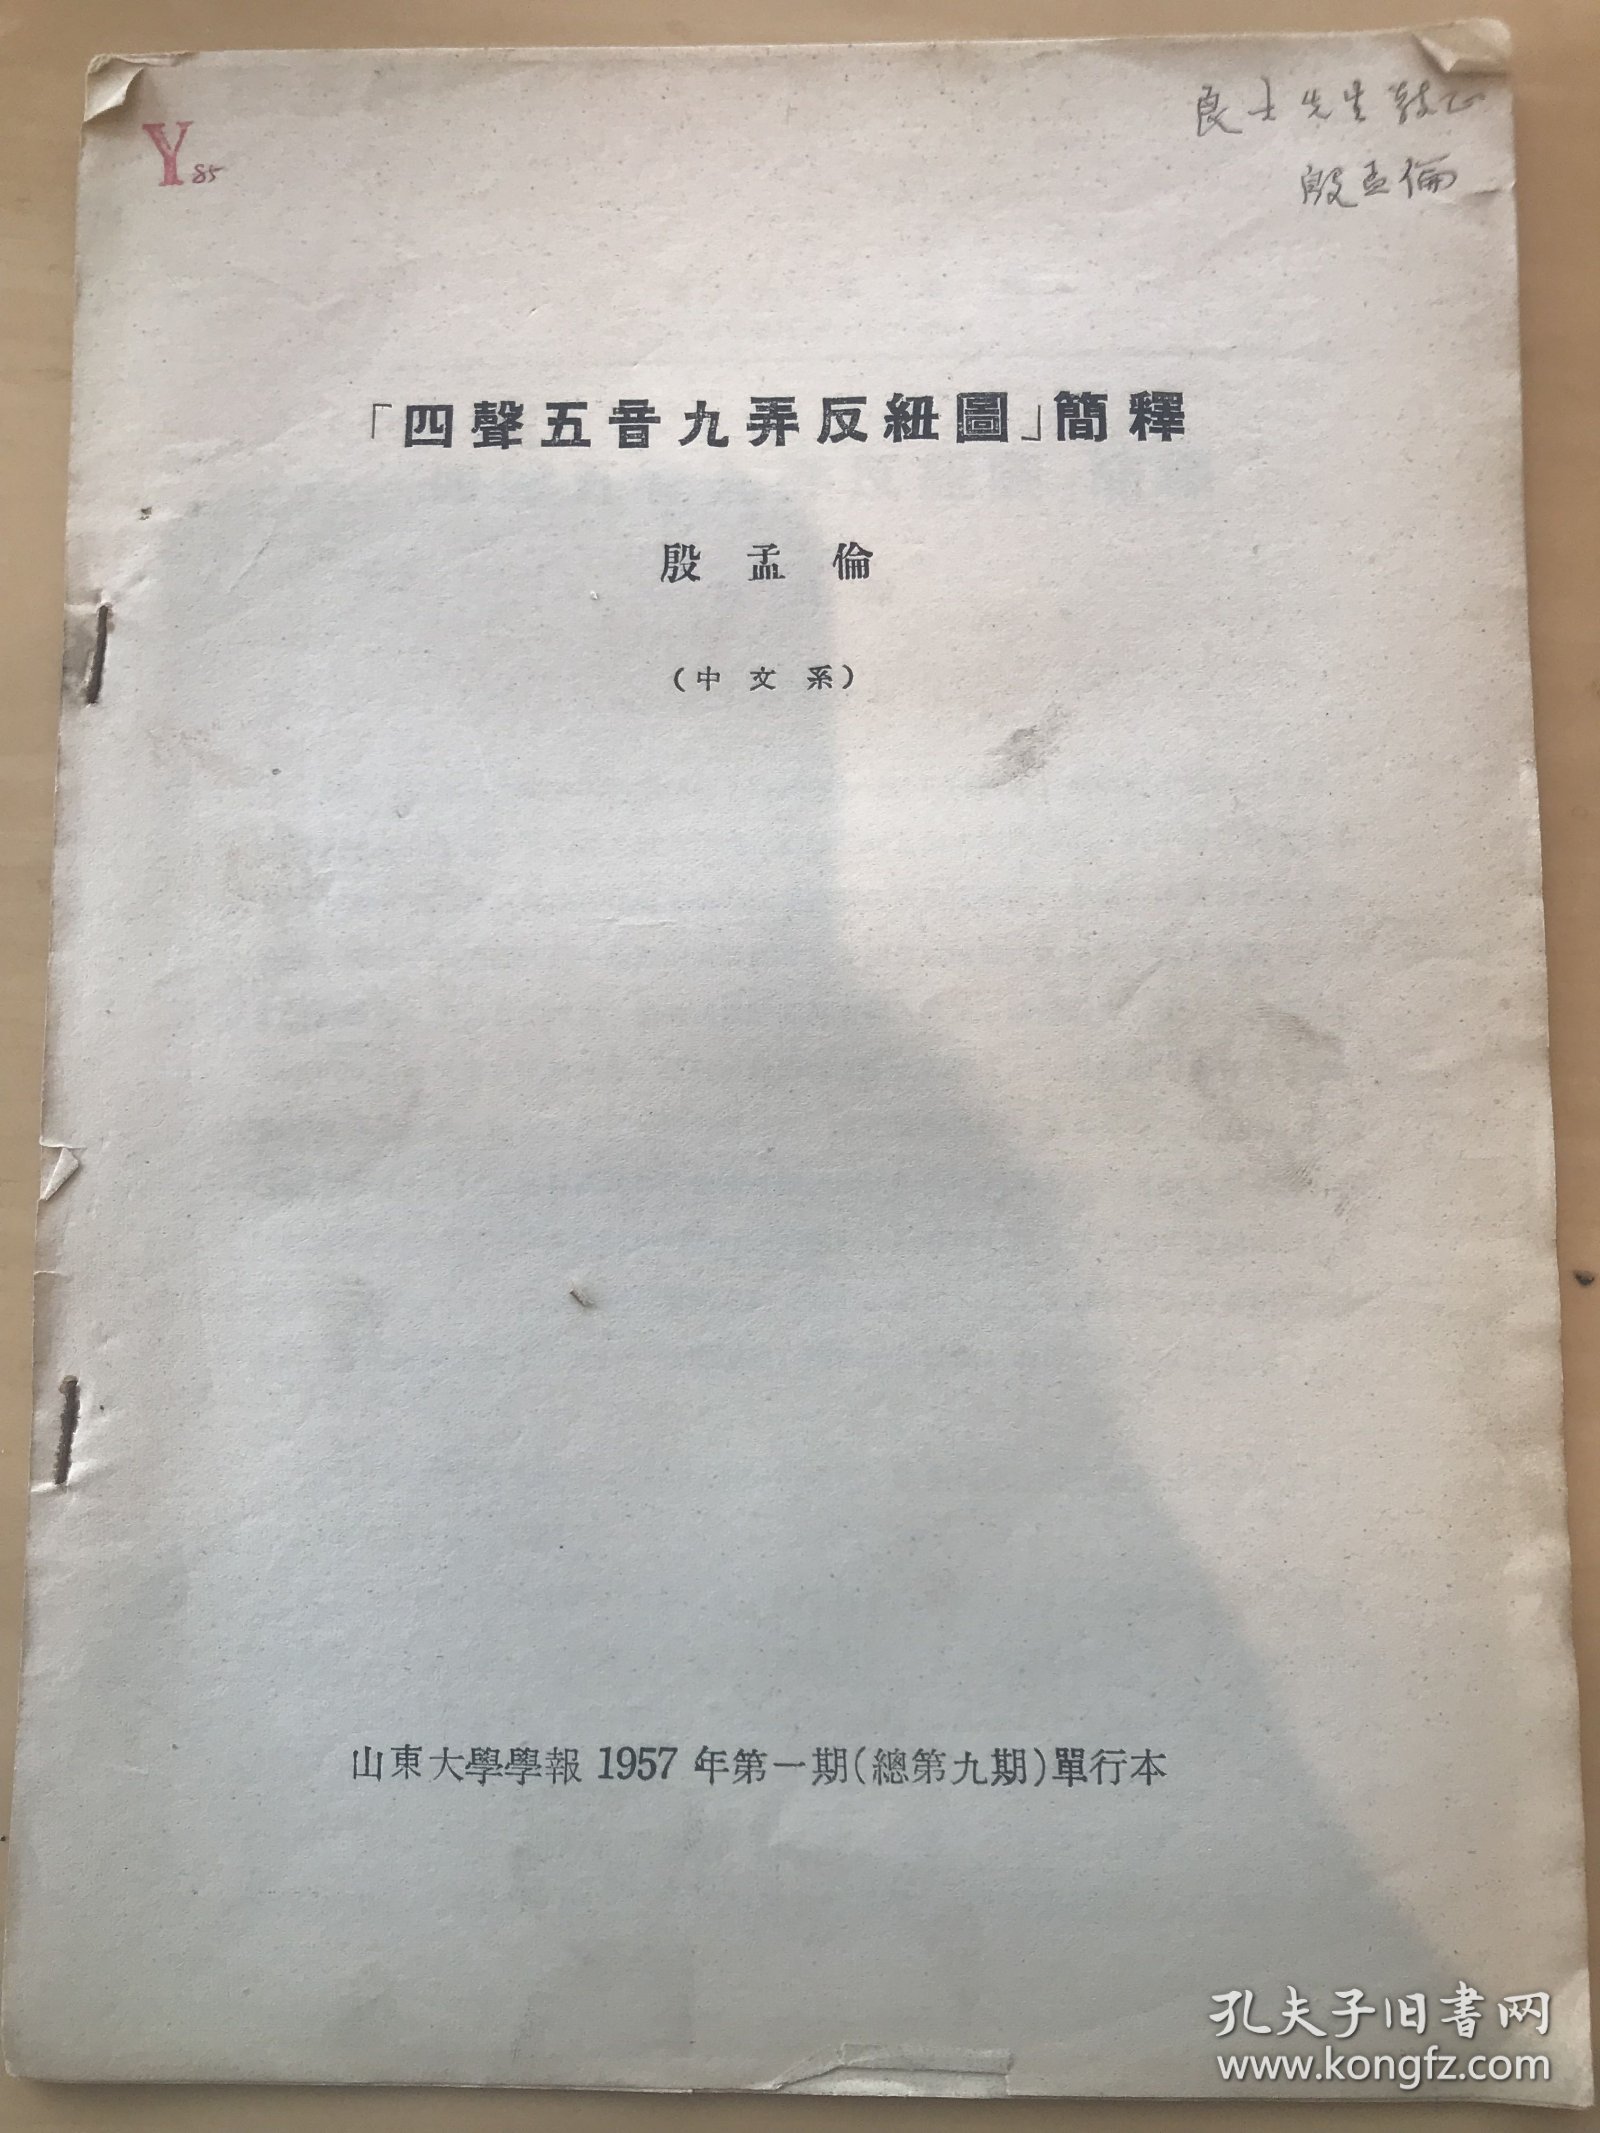 良士先生教正
殷孟倫
Y85
「四聲五音九弄反紐圖」簡釋
殷孟倫
(中文系)
山東大學學報 1957 年第一期(總第九期)單行本
孔夫子旧書网
www.kongfz.com